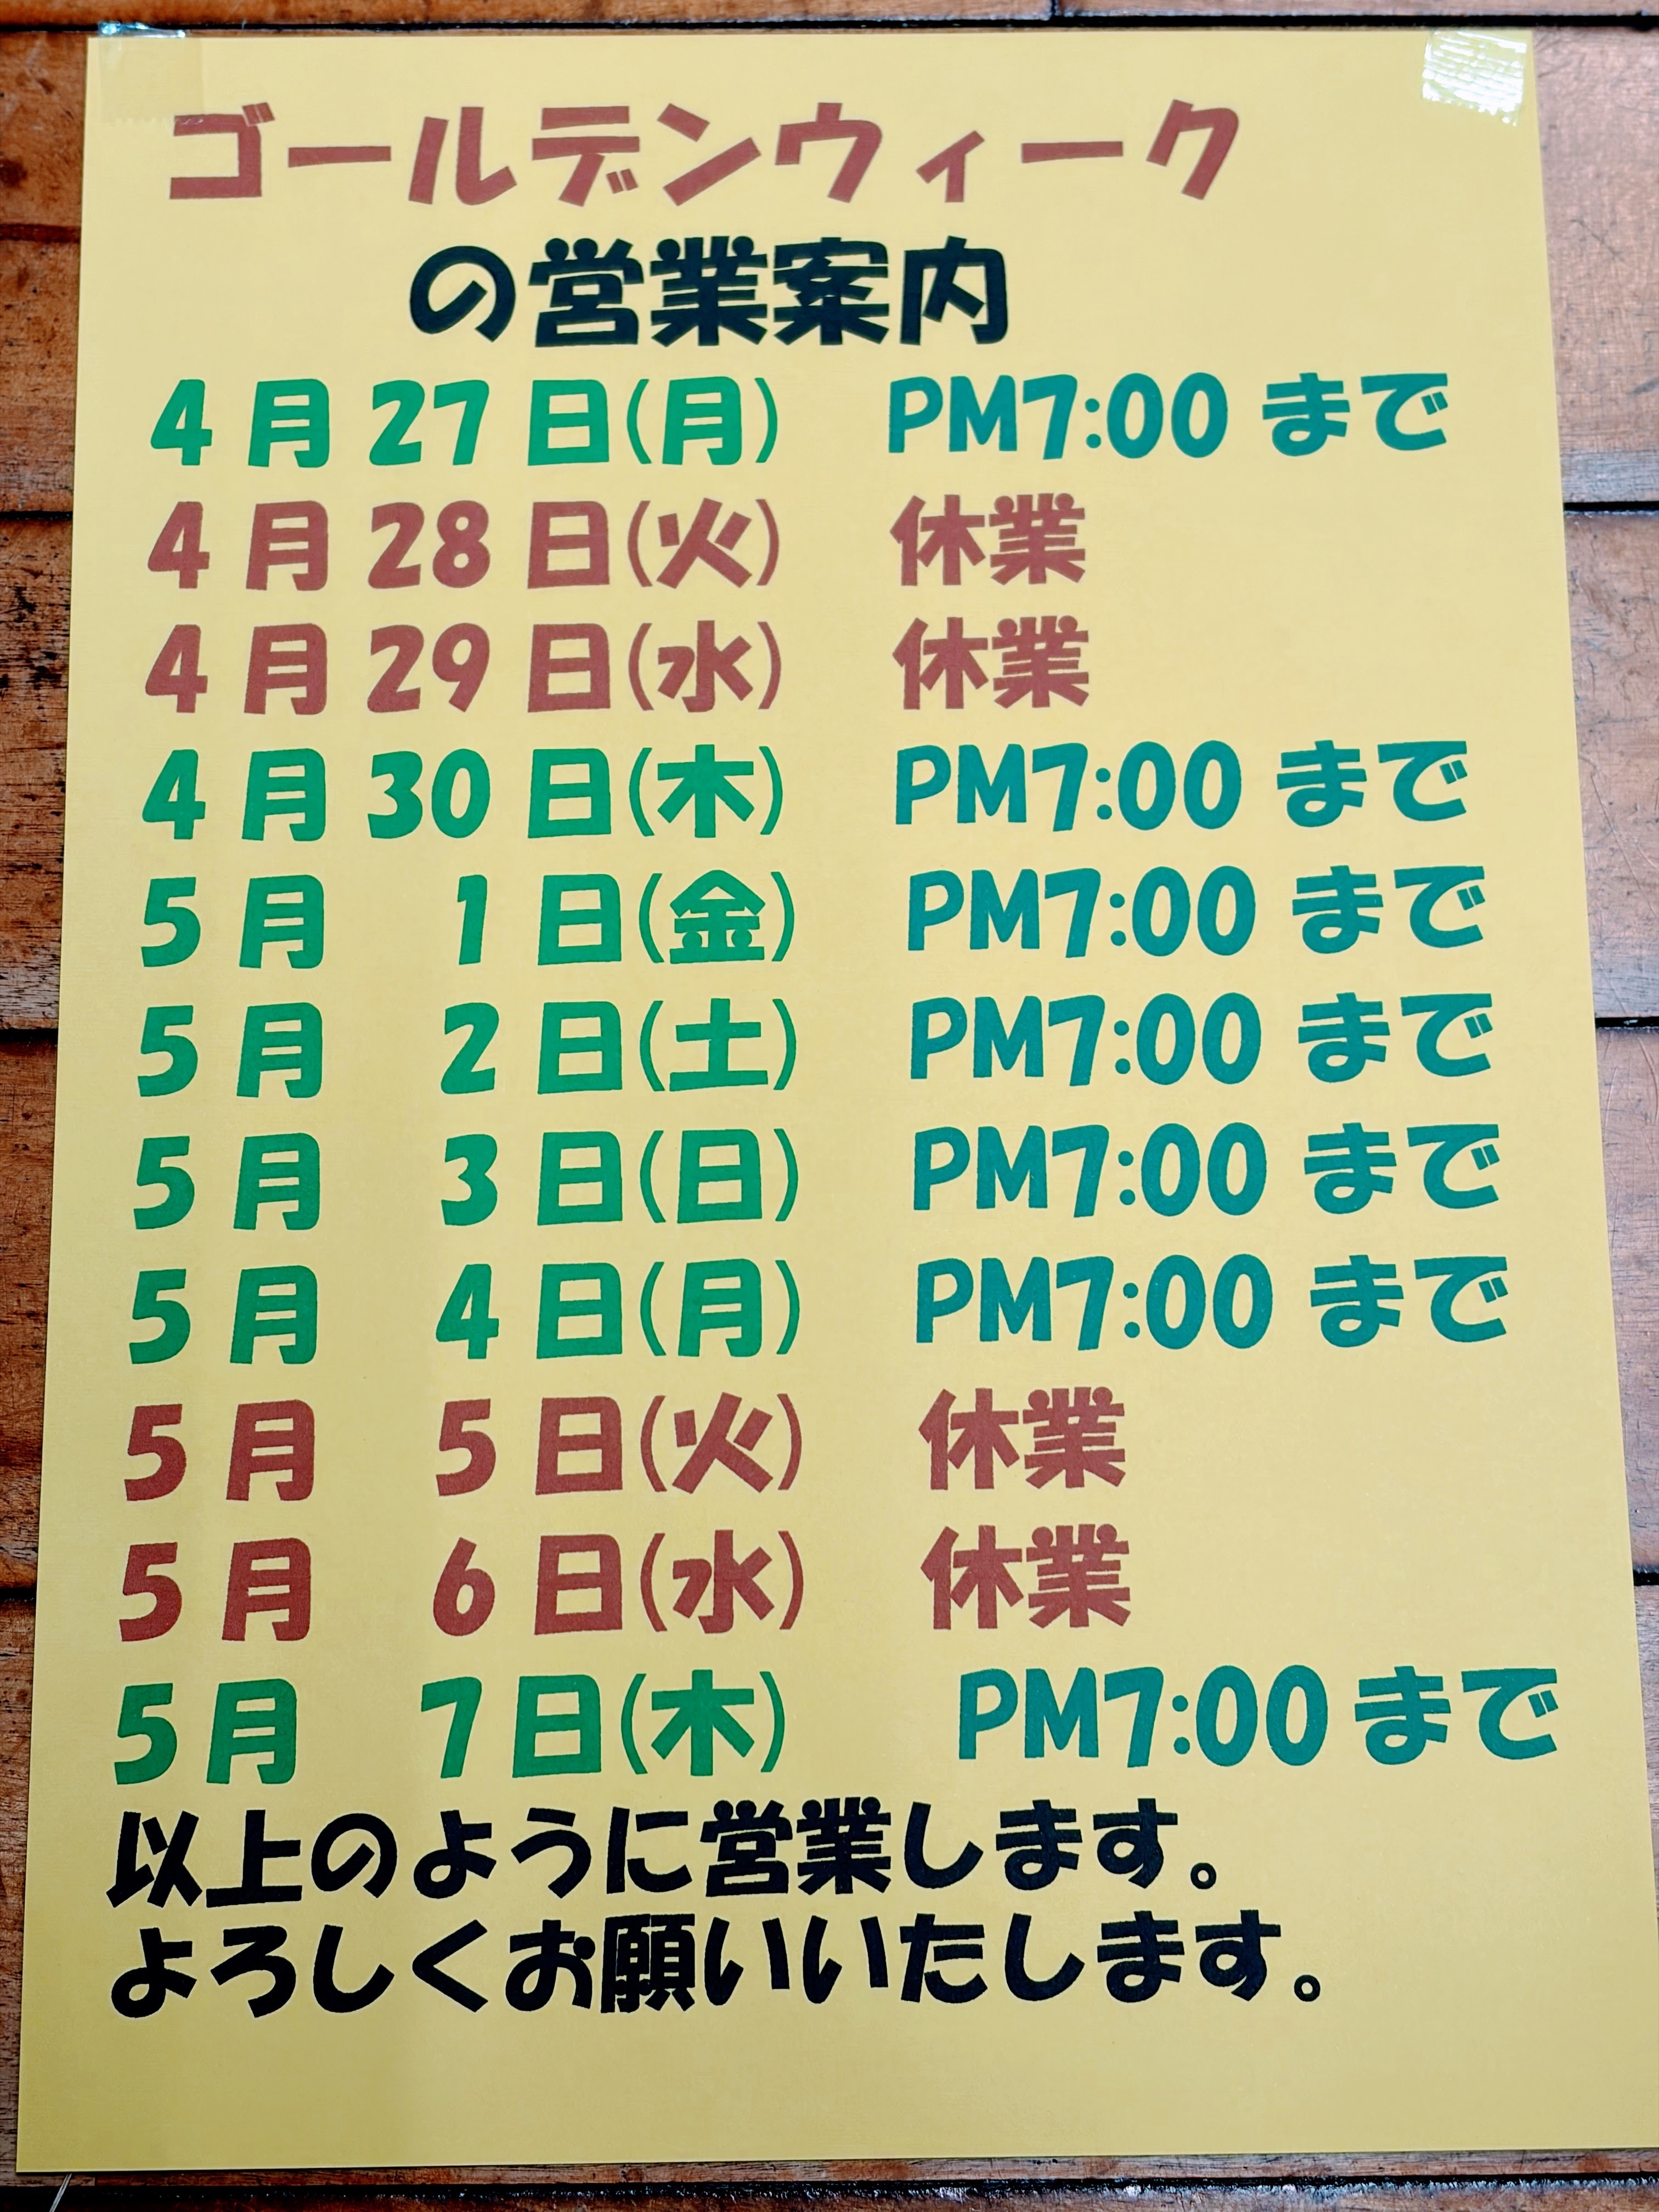 ゴールデンウィーク
の営業案内
4月27日(月) PM7:00まで
4月28日(火) 休業
4月29日(水) 休業
4月30日(木) PM7:00まで
5月 1日(金) PM7:00まで
5月 2日(土) PM7:00まで
5月 3日(日) PM7:00まで
5月 4日(月) PM7:00まで
5月 5日(火) 休業
5月 6日(水) 休業
5月 7日(木) PM7:00まで
以上のように営業します。
よろしくお願いいたします。